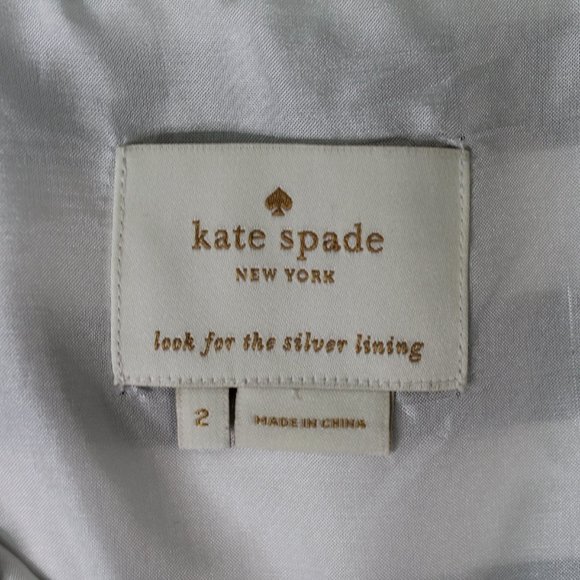 kate spade
NEW YORK
look for the silver lining
2
MADE IN CHINA